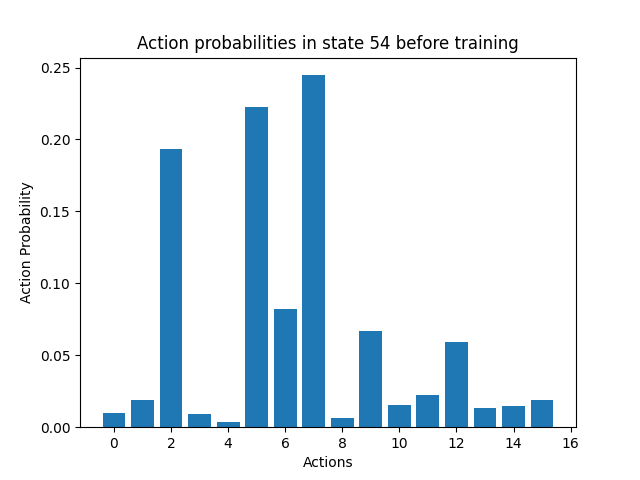 Action probabilities in state 54 before training
0.25
0.20
0.15
0.10
0.05
0.00
Action Probability
0 2 4 6 8 10 12 14 16
Actions